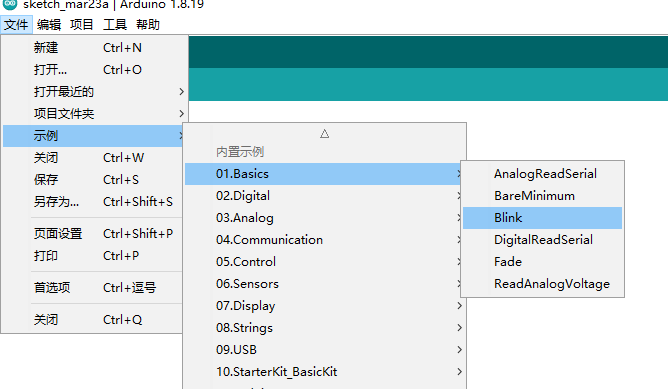 sketch_mar23a | Arduino 1.8.19
文件 编辑 项目 工具 帮助
新建 Ctrl+N
打开... Ctrl+O
打开最近的
项目文件夹
示例
关闭 Ctrl+W
保存 Ctrl+S
另存为... Ctrl+Shift+S
页面设置 Ctrl+Shift+P
打印 Ctrl+P
首选项 Ctrl+逗号
关闭 Ctrl+Q
内置示例
01.Basics
02.Digital
03.Analog
04.Communication
05.Control
06.Sensors
07.Display
08.Strings
09.USB
10.StarterKit_BasicKit
AnalogReadSerial
BareMinimum
Blink
DigitalReadSerial
Fade
ReadAnalogVoltage